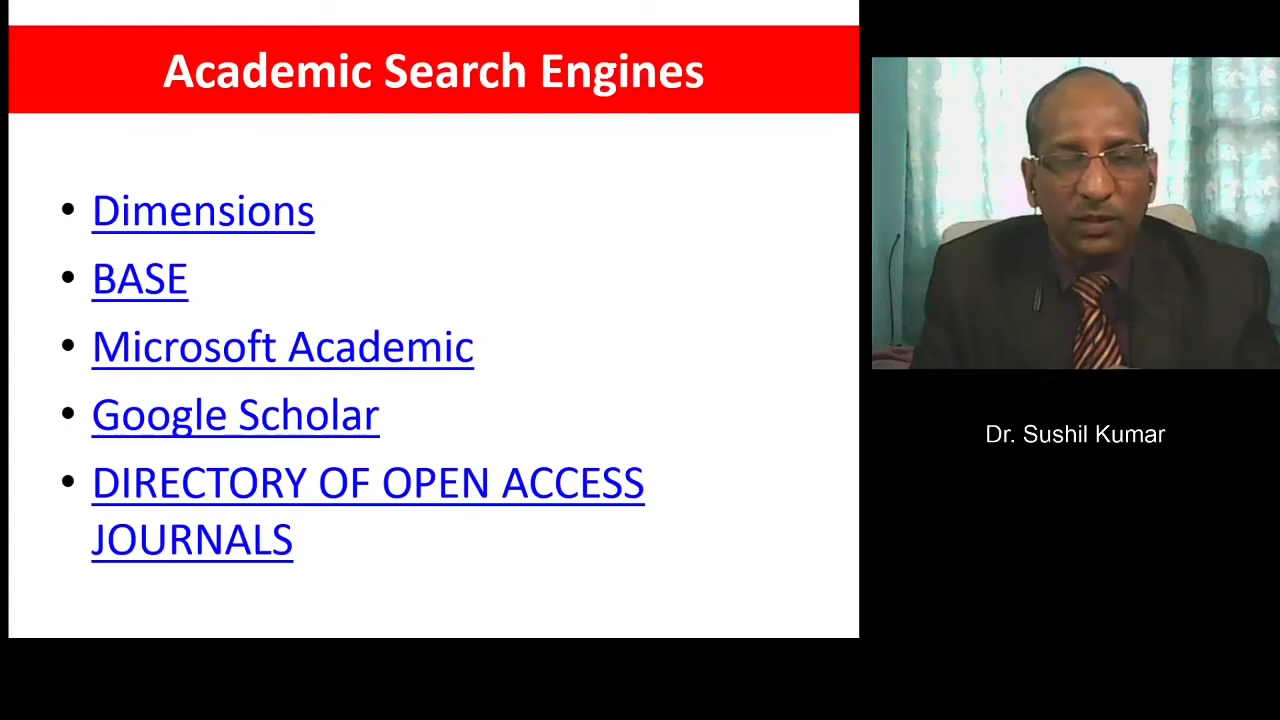 Academic Search Engines
• Dimensions
• BASE
• Microsoft Academic
• Google Scholar
• DIRECTORY OF OPEN ACCESS
JOURNALS
Dr. Sushil Kumar